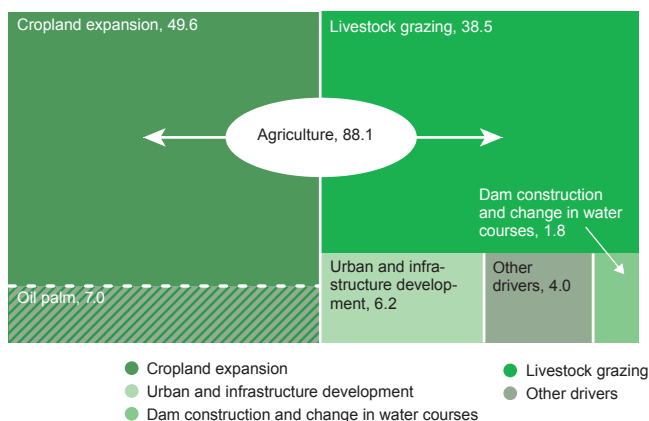 Cropland expansion, 49.6
Livestock grazing, 38.5
Agriculture, 88.1
Dam construction
and change in water
courses, 1.8
Oil palm, 7.0
Urban and infra-
structure develop-
ment, 6.2
Other
drivers, 4.0
Cropland expansion
Urban and infrastructure development
Dam construction and change in water courses
Livestock grazing
Other drivers